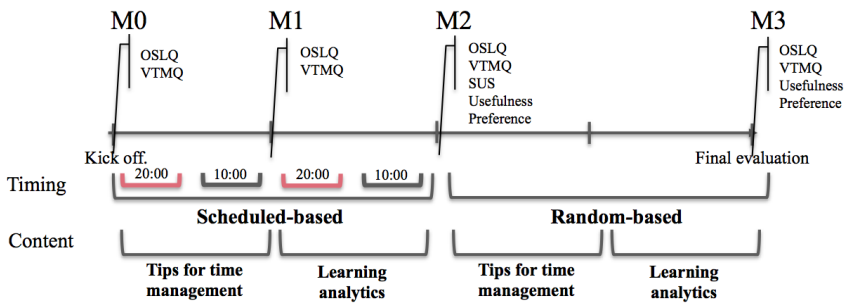 M0
M1
M2
M3
OSLQ
VTMQ
OSLQ
VTMQ
OSLQ
VTMQ
SUS
Usefulness
Preference
OSLQ
VTMQ
Usefulness
Preference
Kick off.
Final evaluation
Timing
20:00
10:00
20:00
10:00
Scheduled-based
Random-based
Content
Tips for time
management
Learning
analytics
Tips for time
management
Learning
analytics